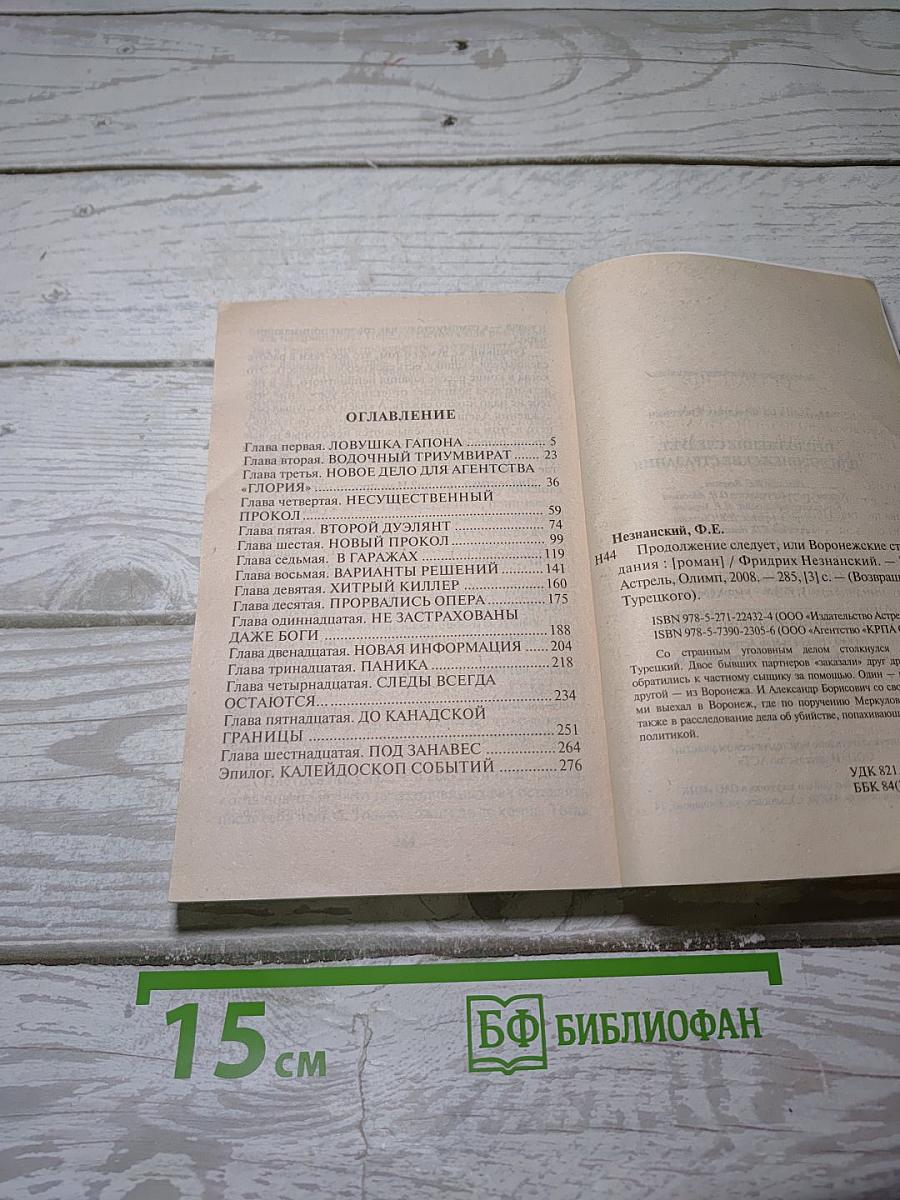 ОГЛАВЛЕНИЕ
Глава первая. ЛОВУШКА ГАПОНА ............... 5
Глава вторая. ВОДОЧНЫЙ ТРИУМВИРАТ ...... 23
Глава третья. НОВОЕ ДЕЛО ДЛЯ АГЕНТСТВА
«ГЛОРИЯ» ............................................ 36
Глава четвертая. НЕСУЩЕСТВЕННЫЙ
ПРОКОЛ ............................................... 59
Глава пятая. ВТОРОЙ ДУЭЛЯНТ .................. 74
Глава шестая. НОВЫЙ ПРОКОЛ .................. 99
Глава седьмая. В ГАРАЖАХ ........................ 119
Глава восьмая. ВАРИАНТЫ РЕШЕНИЙ ......... 141
Глава девятая. ХИТРЫЙ КИЛЛЕР ................ 160
Глава десятая. ПРОРВАЛИСЬ ОПЕРА ............ 175
Глава одиннадцатая. НЕ ЗАСТРАХОВАНЫ
ДАЖЕ БОГИ .......................................... 188
Глава двенадцатая. НОВАЯ ИНФОРМАЦИЯ ...... 204
Глава тринадцатая. ПАНИКА ..................... 218
Глава четырнадцатая. СЛЕДЫ ВСЕГДА
ОСТАЮТСЯ............................................ 234
Глава пятнадцатая. ДО КАНАДСКОЙ
ГРАНИЦЫ ............................................ 251
Глава шестнадцатая. ПОД ЗАНАВЕС ............. 264
Эпилог. КАЛЕЙДОСКОП СОБЫТИЙ ............ 276
Незнанский, Ф.Е.
Н44
Продолжение следует, или Воронежские ст
дания : [роман] / Фридрих Незнанский. —
Астрель, Олимп, 2008. — 285, [3] с. — (Возвращ
Турецкого).
ISBN 978-5-271-22432-4 (ООО «Издательство Астре
ISBN 978-5-7390-2305-6 (ООО «Агентство «КРПА
Со странным уголовным делом столкнулся
Турецкий. Двое бывших партнеров «заказали» друг др
обратились к частному сыщику за помощью. Один —
другой — из Воронежа. И Александр Борисович со сво
ми выехал в Воронеж, где по поручению Меркулов
также в расследование дела об убийстве, попахивающ
политикой.
УДК 821.
ББК 84(
15 см
БФ БИБЛИОФАН